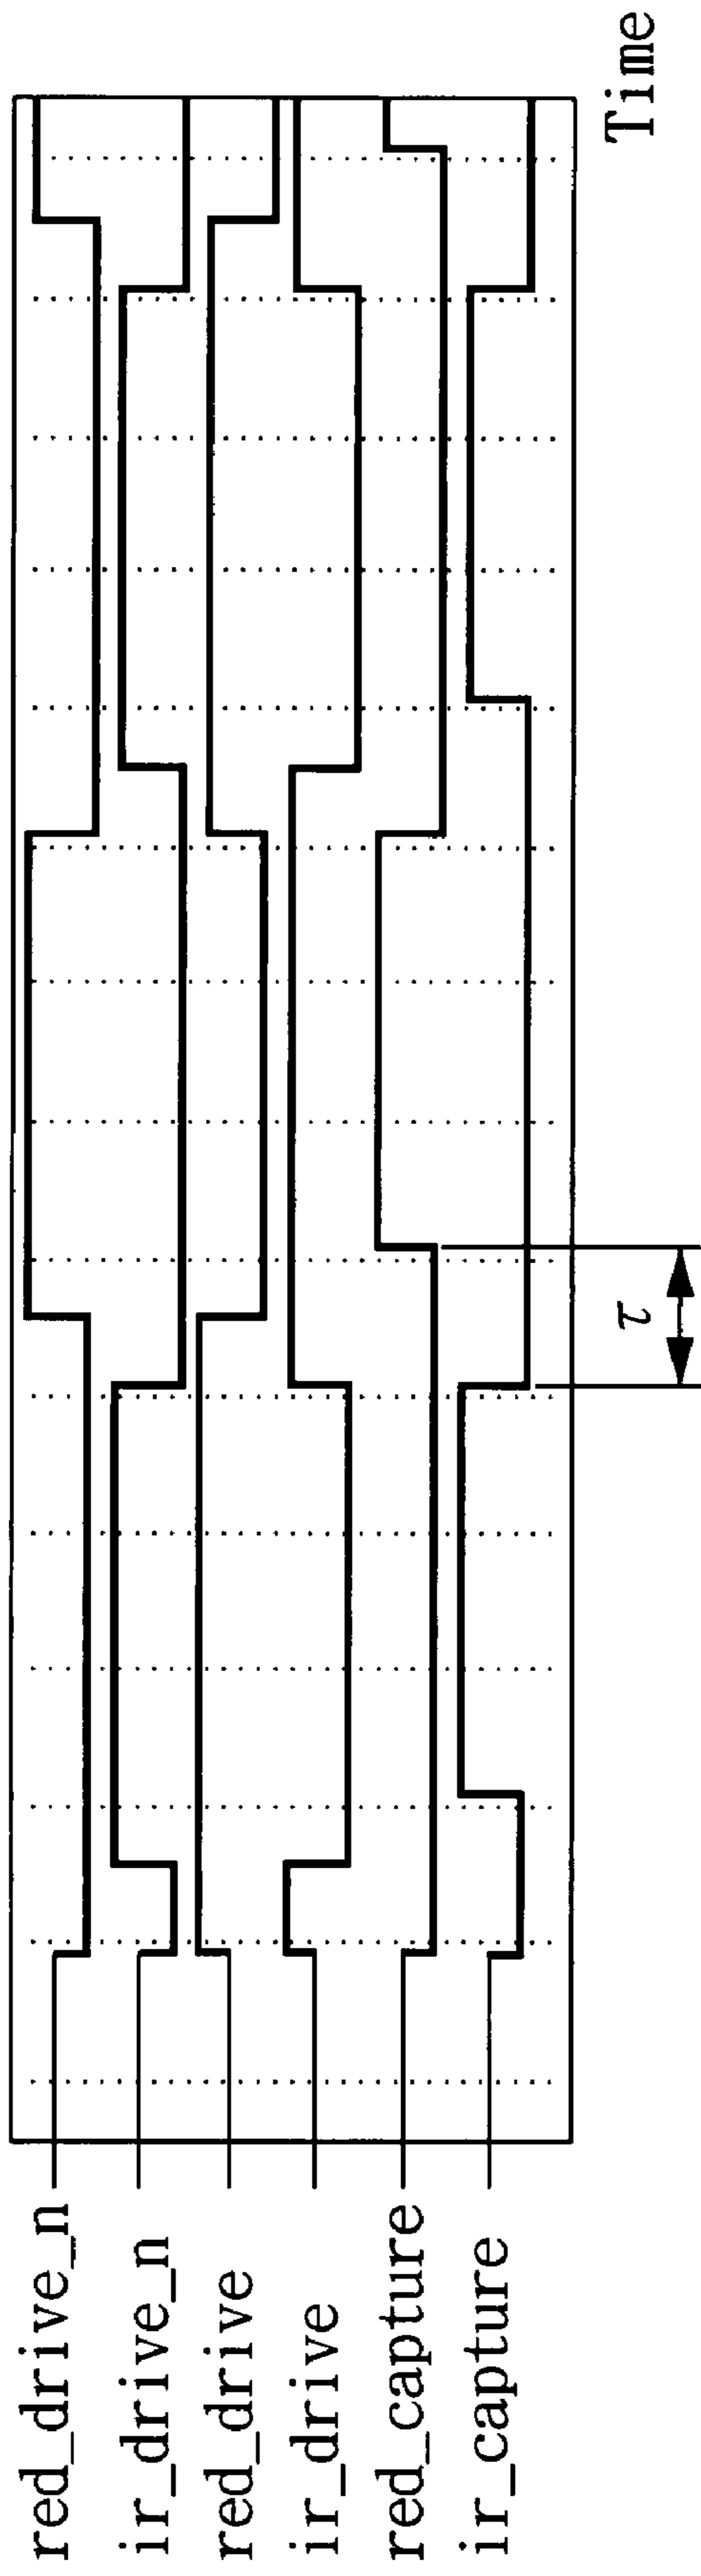 red_drive_n
ir_drive_n
red_drive
ir_drive
red_capture
ir_capture
τ
Time